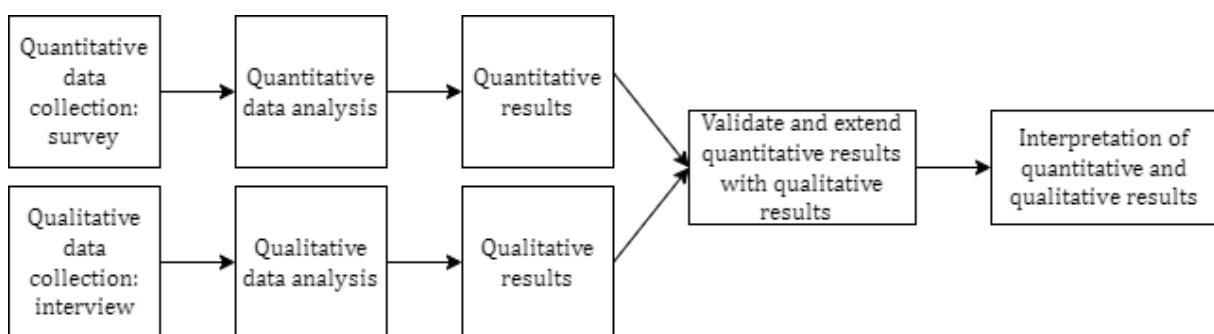 Quantitative
data
collection:
survey
Quantitative
data analysis
Quantitative
results
Validate and extend
quantitative results
with qualitative
results
Interpretation of
quantitative and
qualitative results
Qualitative
data
collection:
interview
Qualitative
data analysis
Qualitative
results